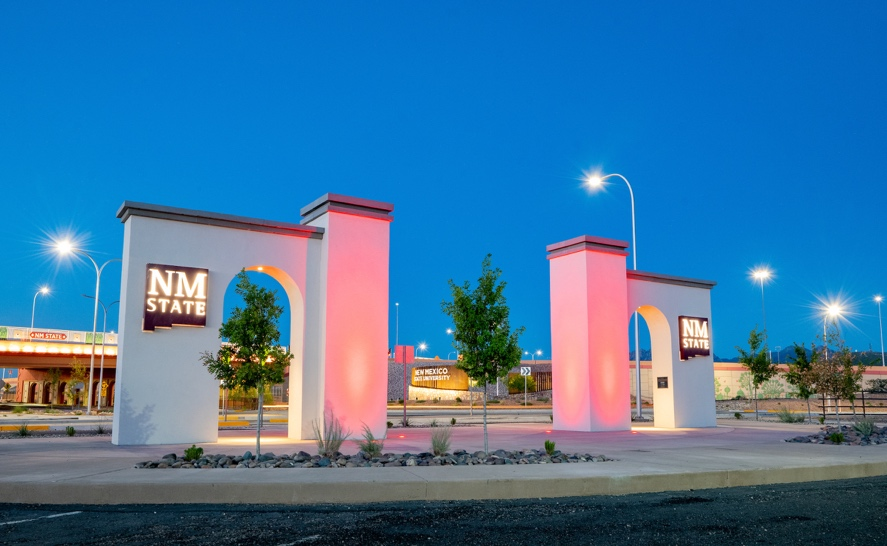 NM
STATE
NM STATE
NEW MEXICO
STATE UNIVERSITY
NM
STATE